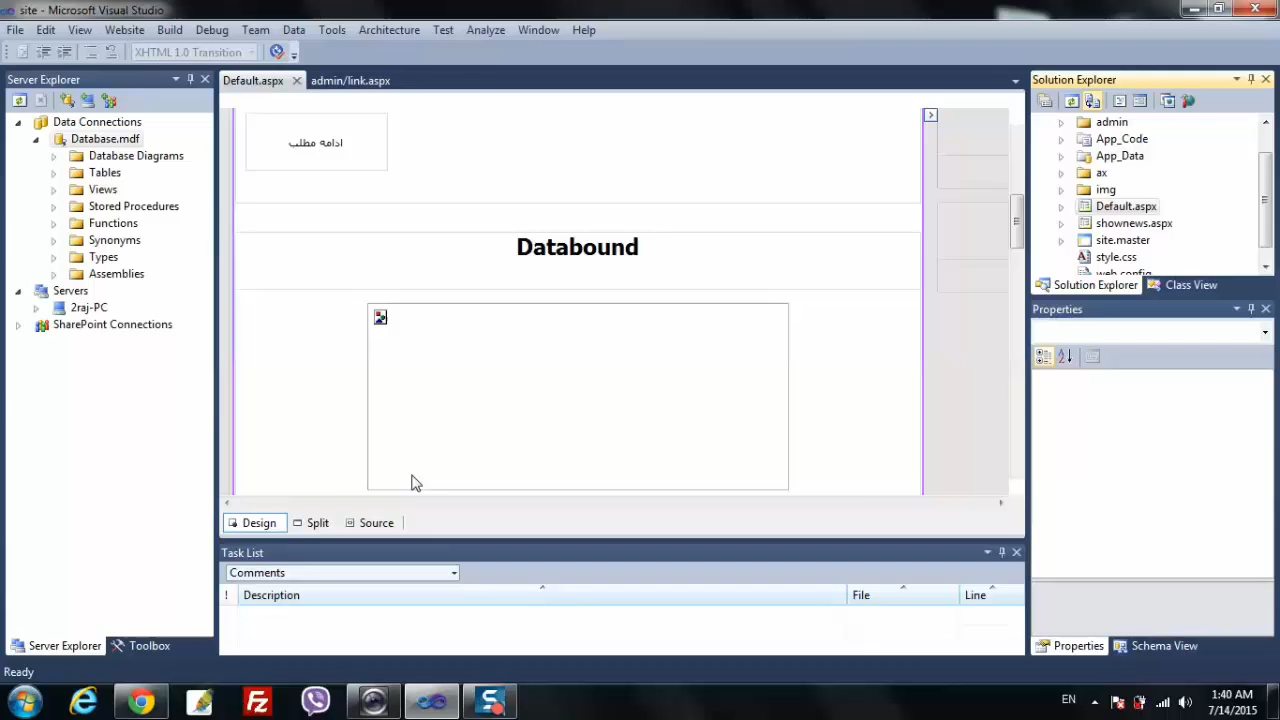 site - Microsoft Visual Studio
File Edit View Website Build Debug Team Data Tools Architecture Test Analyze Window Help
XHTML 1.0 Transition
Server Explorer
Data Connections
Database.mdf
Database Diagrams
Tables
Views
Stored Procedures
Functions
Synonyms
Types
Assemblies
Servers
2raj-PC
SharePoint Connections
Server Explorer Toolbox
Default.aspx admin/link.aspx
ادامه مطلب
Databound
Design Split Source
Task List
Comments
! Description File Line
Solution Explorer
admin
App_Code
App_Data
ax
img
Default.aspx
shownews.aspx
site.master
style.css
web.config
Solution Explorer Class View
Properties
Properties Schema View
Ready
EN
1:40 AM
7/14/2015